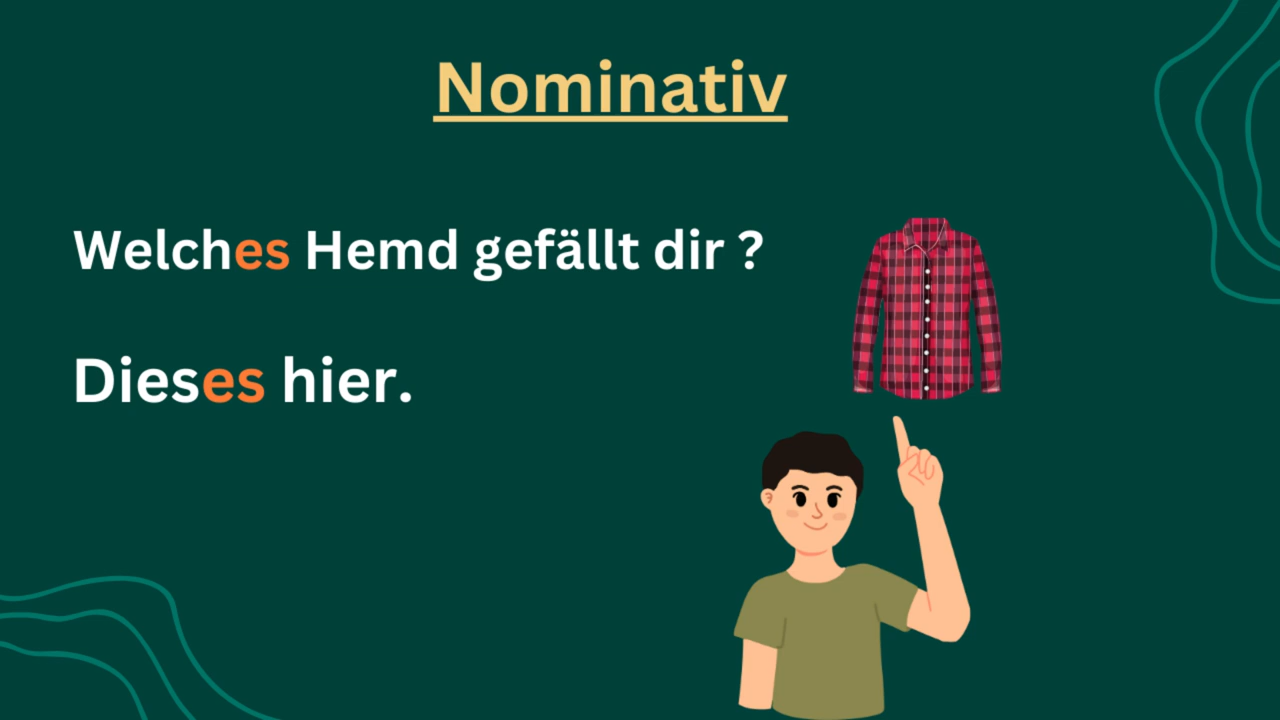 Nominativ
Welches Hemd gefällt dir ?
Dieses hier.